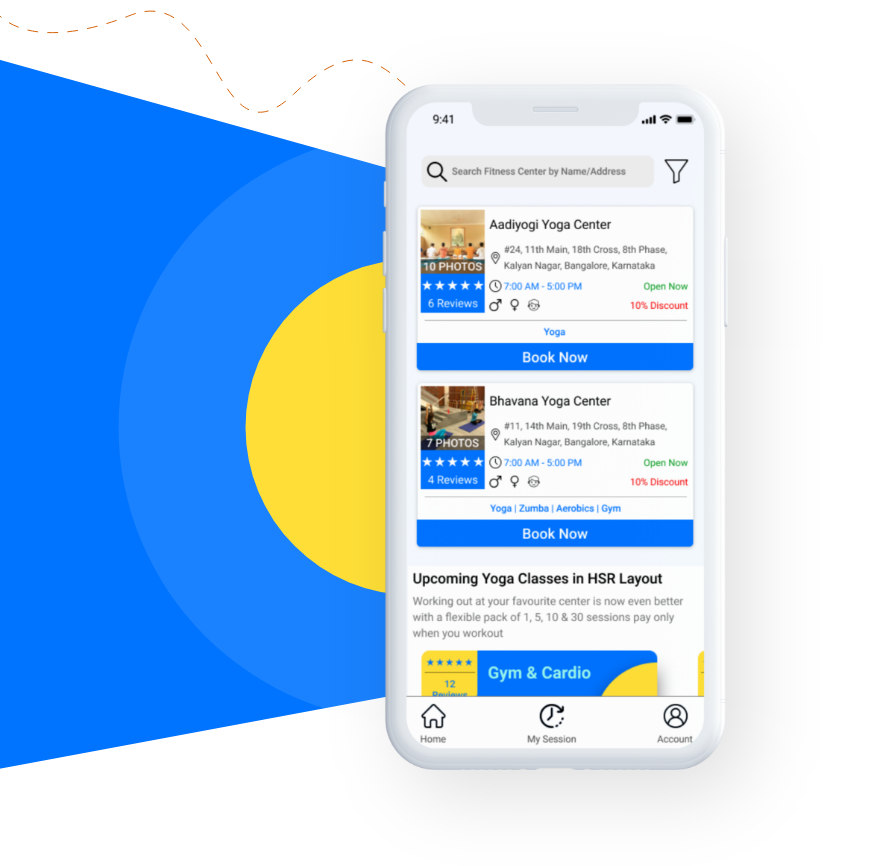 9:41
Search Fitness Center by Name/Address
Aadiyogi Yoga Center
#24, 11th Main, 18th Cross, 8th Phase,
Kalyan Nagar, Bangalore, Karnataka
10 PHOTOS
7:00 AM - 5:00 PM
Open Now
6 Reviews
10% Discount
Yoga
Book Now
Bhavana Yoga Center
#11, 14th Main, 19th Cross, 8th Phase,
Kalyan Nagar, Bangalore, Karnataka
7 PHOTOS
7:00 AM - 5:00 PM
Open Now
4 Reviews
10% Discount
Yoga | Zumba | Aerobics | Gym
Book Now
Upcoming Yoga Classes in HSR Layout
Working out at your favourite center is now even better
with a flexible pack of 1, 5, 10 & 30 sessions pay only
when you workout
Gym & Cardio
12
Reviews
Home
My Session
Account